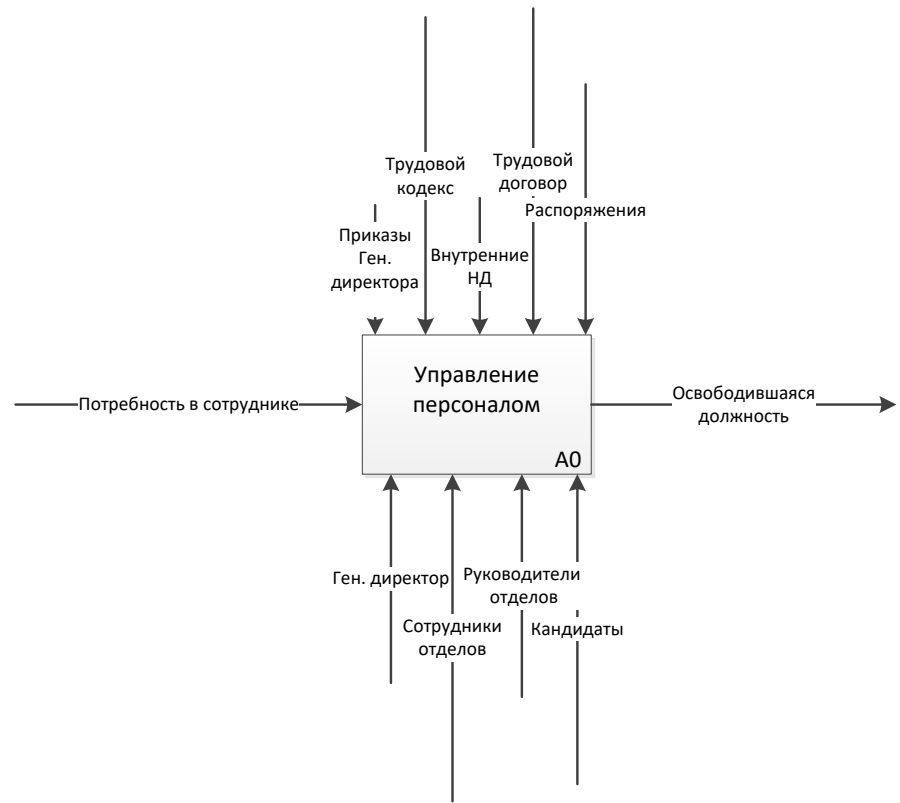 Трудовой
кодекс
Трудовой
договор
Распоряжения
Приказы
Ген.
директора
Внутренние
НД
Управление
персоналом
А0
Потребность в сотруднике
Освободившаяся
должность
Ген. директор
Руководители
отделов
Сотрудники
отделов
Кандидаты